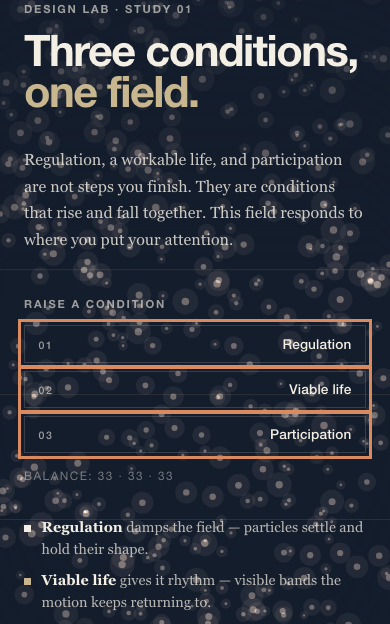 DESIGN LAB · STUDY 01
Three conditions,
one field.
Regulation, a workable life, and participation
are not steps you finish. They are conditions
that rise and fall together. This field responds to
where you put your attention.
RAISE A CONDITION
01 Regulation
02 Viable life
03 Participation
BALANCE: 33 · 33 · 33
Regulation damps the field — particles settle and
hold their shape.
Viable life gives it rhythm — visible bands the
motion keeps returning to.